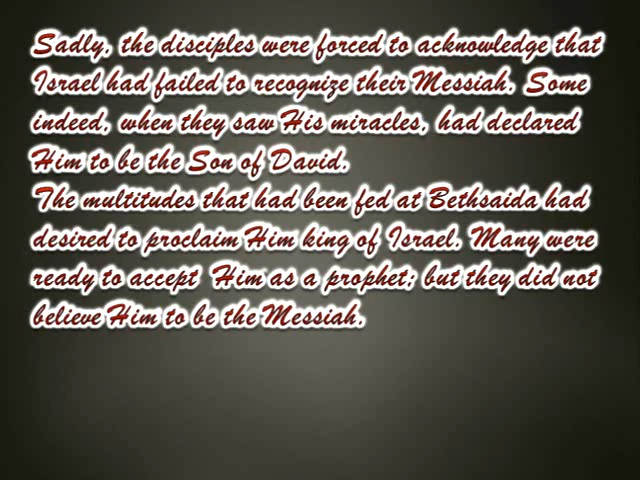 Sadly, the disciples were forced to acknowledge that
Israel had failed to recognize their Messiah. Some
indeed, when they saw His miracles, had declared
Him to be the Son of David.
The multitudes that had been fed at Bethsaida had
desired to proclaim Him king of Israel. Many were
ready to accept Him as a prophet; but they did not
believe Him to be the Messiah.